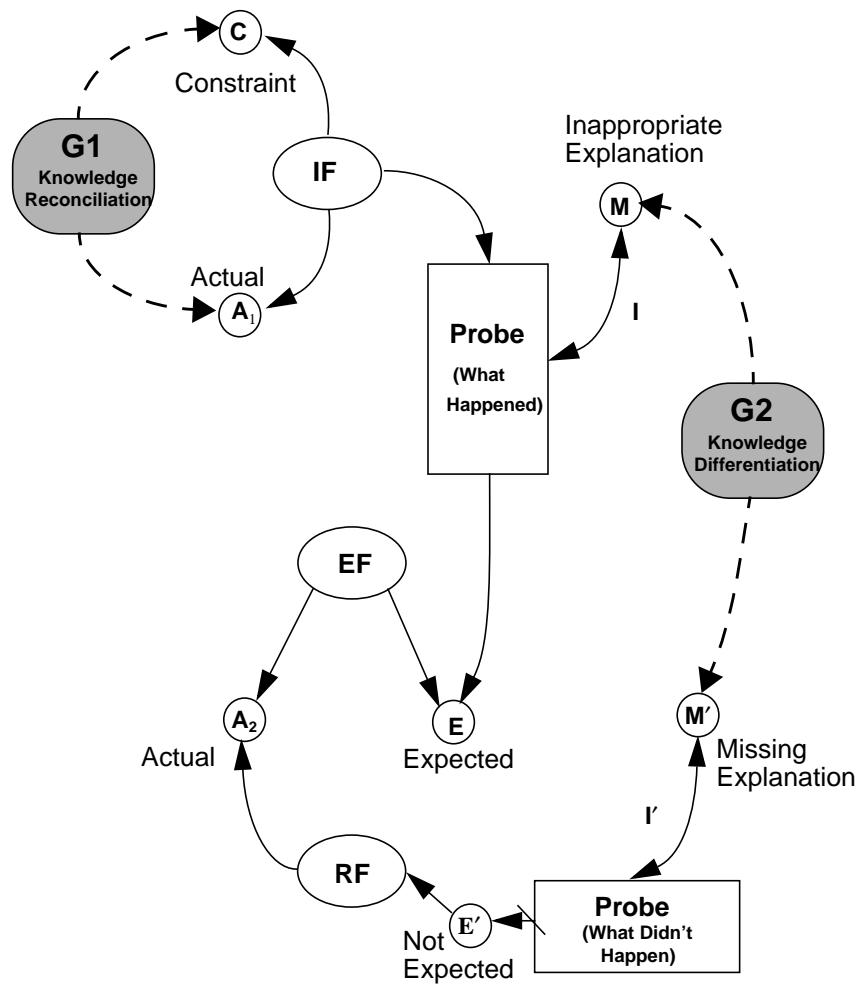 C
Constraint
G1
Knowledge
Reconciliation
IF
Inappropriate
Explanation
M
Actual
A₁
I
Probe
(What
Happened)
G2
Knowledge
Differentiation
EF
A₂
Actual
E
Expected
M′
Missing
Explanation
I′
RF
E′
Not
Expected
Probe
(What Didn't
Happen)